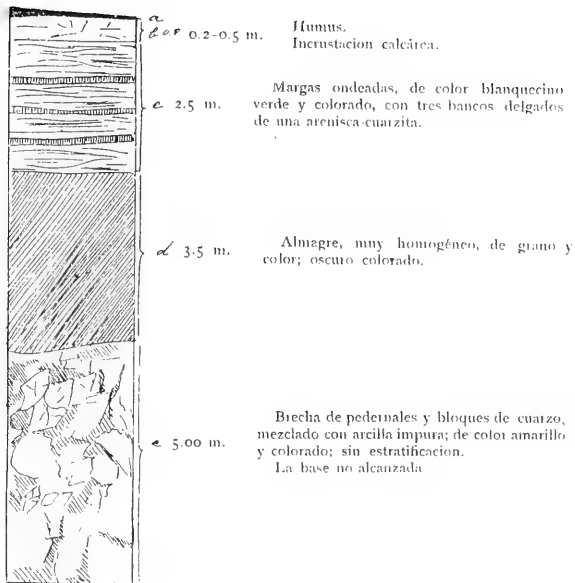 a
Humus.
0.2-0.5 m.
Incrustacion calcárea.
c 2.5 m.
Margas ondeadas, de color blanquecino
verde y colorado, con tres bancos delgados
de una arenisca-cuarzita.
d 3.5 m.
Almagre, muy homogéneo, de grano y
color; oscuro colorado.
e 5.00 m.
Brecha de pedernales y bloques de cuarzo,
mezclado con arcilla impura; de color amarillo
y colorado; sin estratificacion.
La base no alcanzada